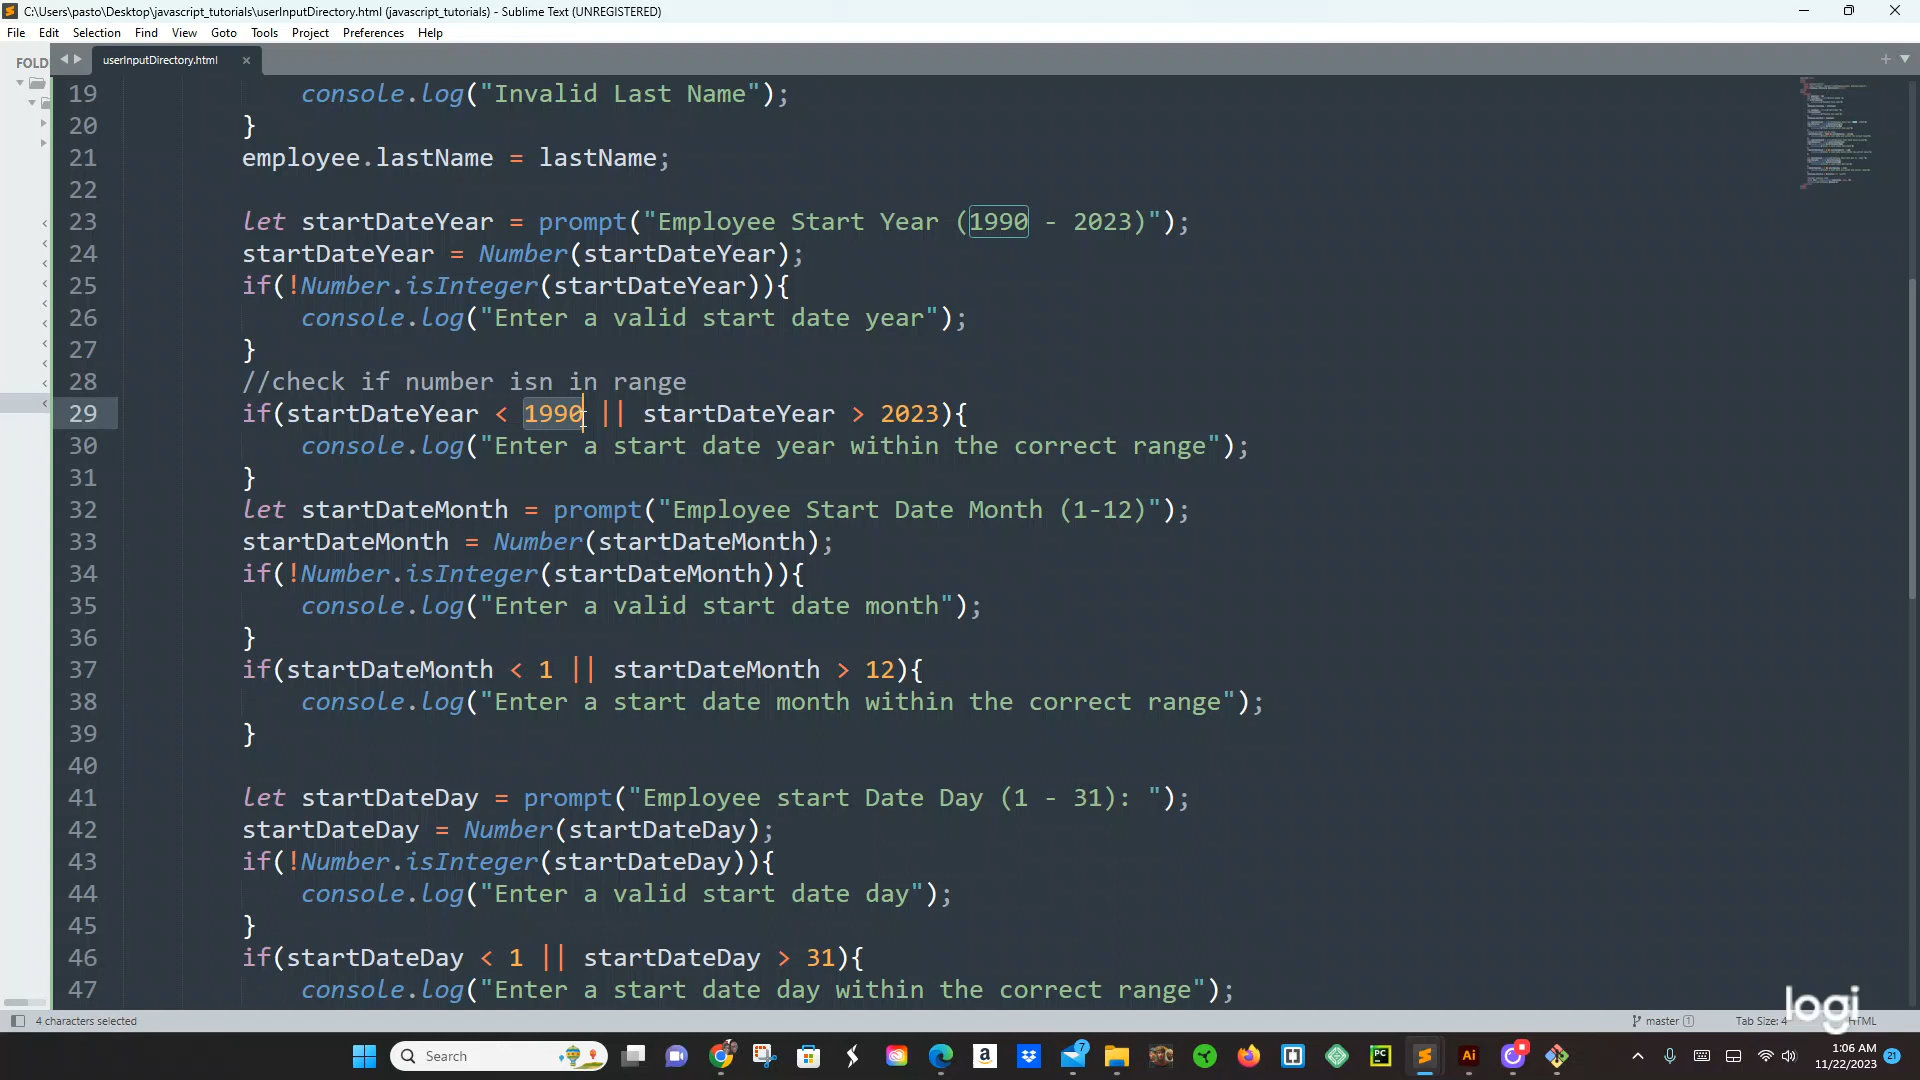 C:\Users\pasto\Desktop\javascript_tutorials\userInputDirectory.html (javascript_tutorials) - Sublime Text (UNREGISTERED)
File Edit Selection Find View Goto Tools Project Preferences Help
FOLD
userInputDirectory.html
19 console.log("Invalid Last Name");
20 }
21 employee.lastName = lastName;
22
23 let startDateYear = prompt("Employee Start Year (1990 - 2023)");
24 startDateYear = Number(startDateYear);
25 if(!Number.isInteger(startDateYear)){
26 console.log("Enter a valid start date year");
27 }
28 //check if number isn in range
29 if(startDateYear < 1990 || startDateYear > 2023){
30 console.log("Enter a start date year within the correct range");
31 }
32 let startDateMonth = prompt("Employee Start Date Month (1-12)");
33 startDateMonth = Number(startDateMonth);
34 if(!Number.isInteger(startDateMonth)){
35 console.log("Enter a valid start date month");
36 }
37 if(startDateMonth < 1 || startDateMonth > 12){
38 console.log("Enter a start date month within the correct range");
39 }
40
41 let startDateDay = prompt("Employee start Date Day (1 - 31): ");
42 startDateDay = Number(startDateDay);
43 if(!Number.isInteger(startDateDay)){
44 console.log("Enter a valid start date day");
45 }
46 if(startDateDay < 1 || startDateDay > 31){
47 console.log("Enter a start date day within the correct range");
logi
4 characters selected master 1 Tab Size: 4 HTML
Search 7 PC Ai 1:06 AM
11/22/2023 21